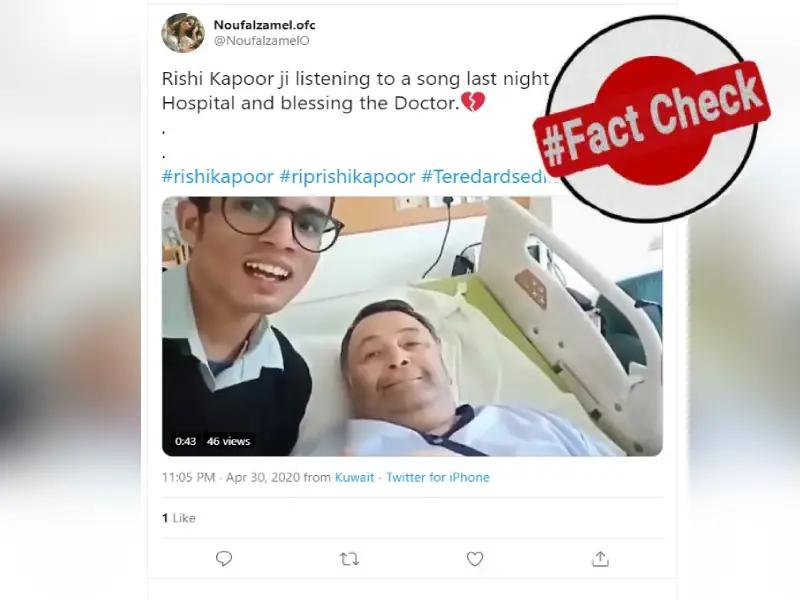 Noufalzamel.ofc
@NoufalzamelO
Rishi Kapoor ji listening to a song last night
Hospital and blessing the Doctor.💔
.
.
#rishikapoor #riprishikapoor #Teredardsedi...
#Fact Check
0:43 46 views
11:05 PM · Apr 30, 2020 from Kuwait · Twitter for iPhone
1 Like